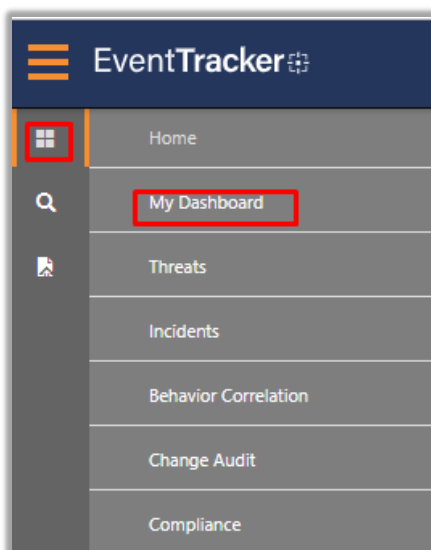 EventTracker
Home
My Dashboard
Threats
Incidents
Behavior Correlation
Change Audit
Compliance